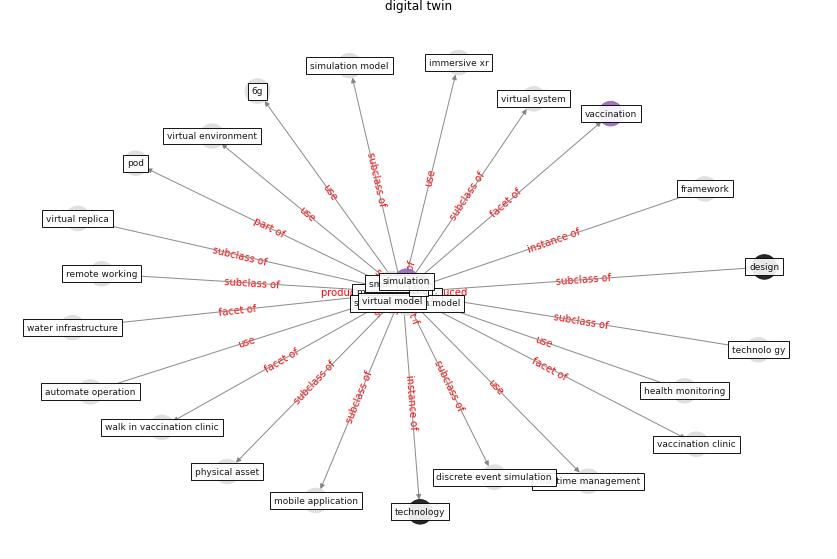 digital twin
simulation model
immersive xr
6g
virtual system
vaccination
virtual environment
pod
framework
virtual replica
remote working
water infrastructure
automate operation
walk in vaccination clinic
physical asset
mobile application
technology
discrete event simulation
time management
vaccination clinic
health monitoring
technolo gy
design
simulation
virtual model
subclass of
use
use
subclass of
facet of
use
use
part of
instance of
subclass of
subclass of
subclass of
subclass of
facet of
subclass of
use
use
facet of
facet of
subclass of
subclass of
instance of
subclass of
use